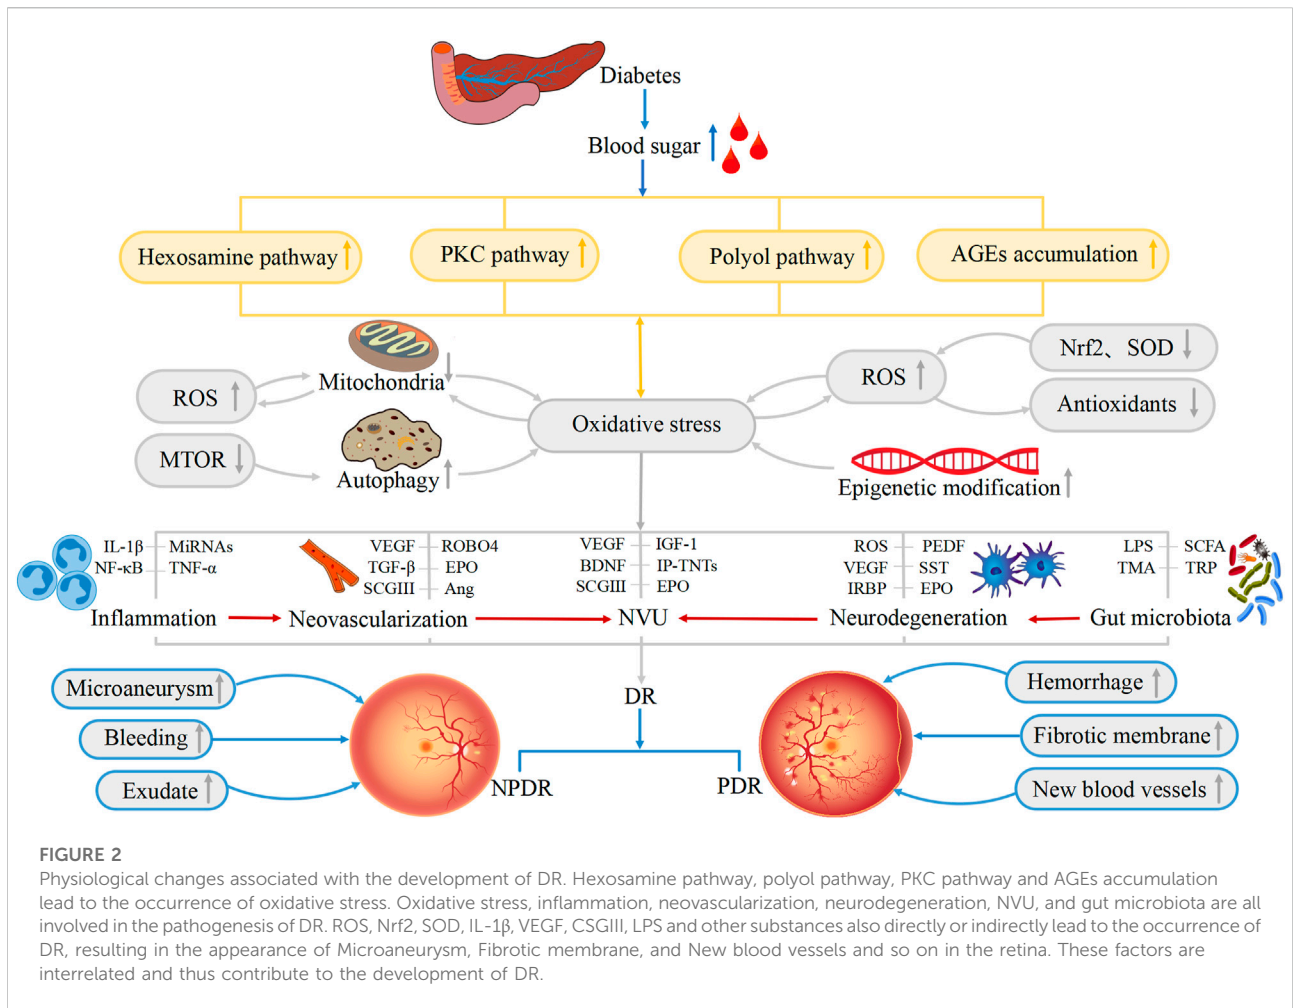 Diabetes
Blood sugar
Hexosamine pathway
PKC pathway
Polyol pathway
AGEs accumulation
Mitochondria
ROS
MTOR
Autophagy
Oxidative stress
ROS
Nrf2、SOD
Antioxidants
Epigenetic modification
IL-1β MiRNAs
NF-κB TNF-α
Inflammation
VEGF ROBO4
TGF-β EPO
SCGIII Ang
Neovascularization
VEGF IGF-1
BDNF IP-TNTs
SCGIII EPO
NVU
ROS PEDF
VEGF SST
IRBP EPO
Neurodegeneration
LPS SCFA
TMA TRP
Gut microbiota
Microaneurysm
Bleeding
Exudate
DR
NPDR
PDR
Hemorrhage
Fibrotic membrane
New blood vessels
FIGURE 2
Physiological changes associated with the development of DR. Hexosamine pathway, polyol pathway, PKC pathway and AGEs accumulation
lead to the occurrence of oxidative stress. Oxidative stress, inflammation, neovascularization, neurodegeneration, NVU, and gut microbiota are all
involved in the pathogenesis of DR. ROS, Nrf2, SOD, IL-1β, VEGF, CSGIII, LPS and other substances also directly or indirectly lead to the occurrence of
DR, resulting in the appearance of Microaneurysm, Fibrotic membrane, and New blood vessels and so on in the retina. These factors are
interrelated and thus contribute to the development of DR.